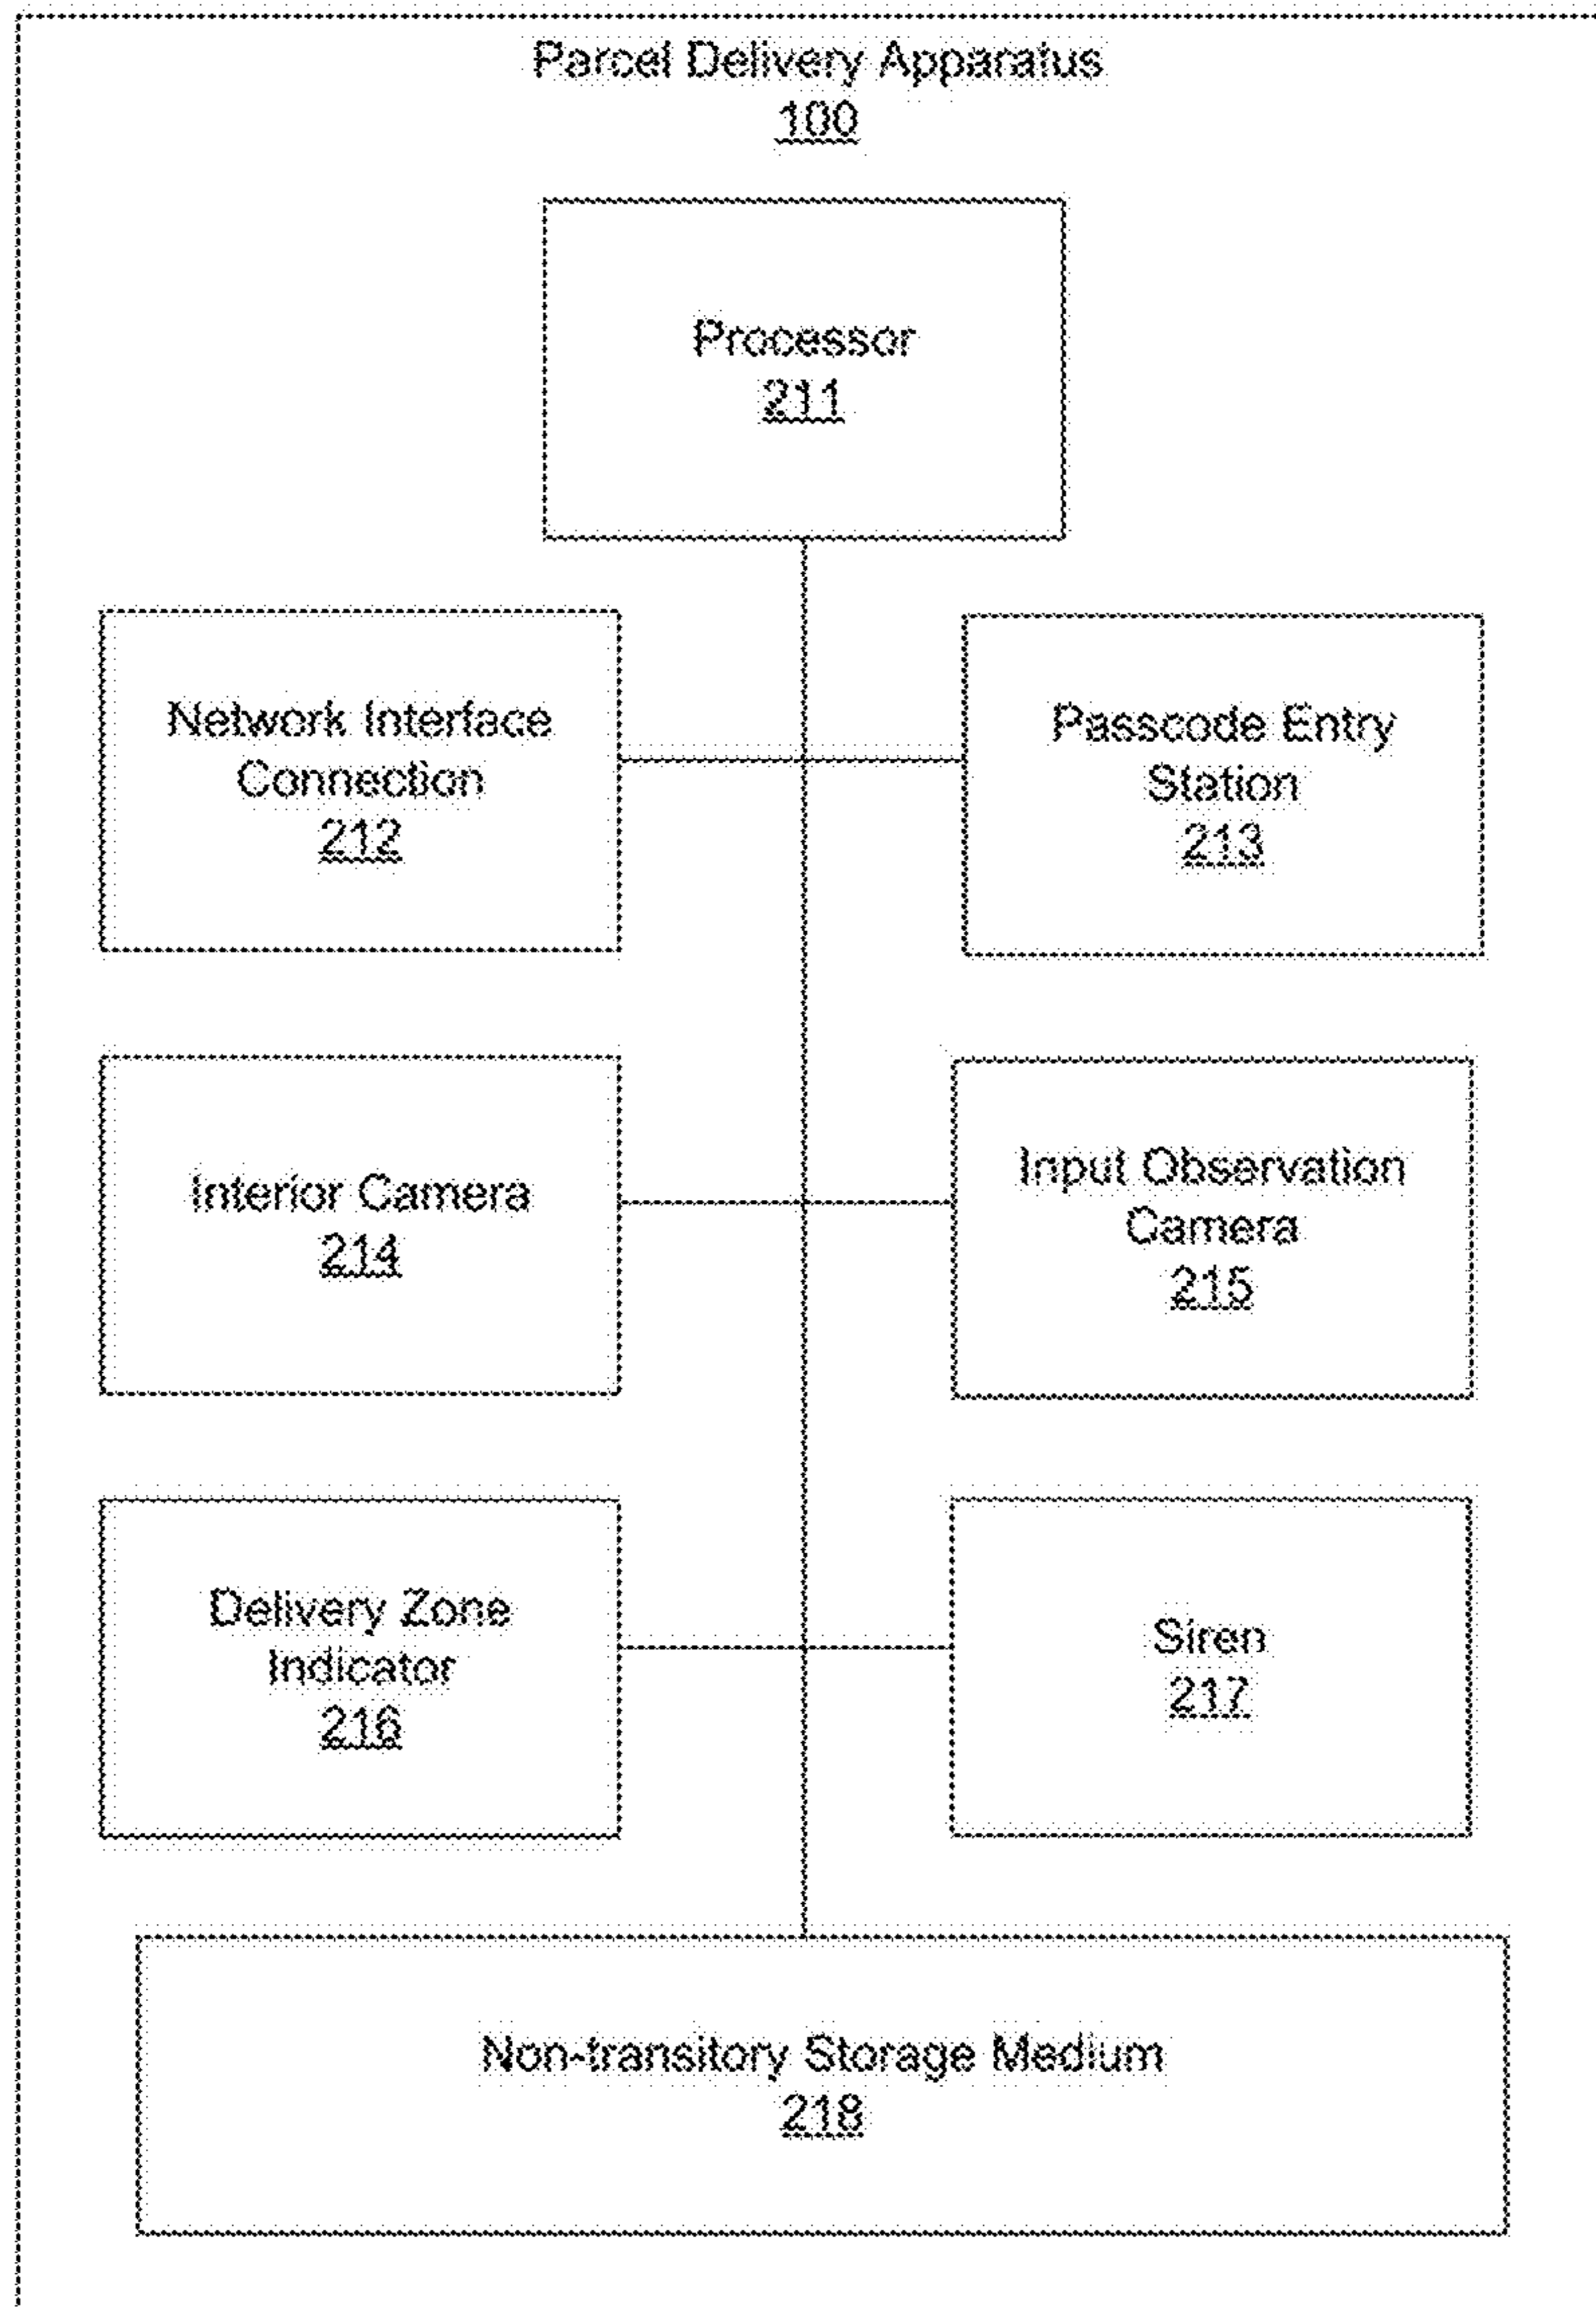 Parcel Delivery Apparatus
100
Processor
211
Network Interface
Connection
212
Passcode Entry
Station
213
Interior Camera
214
Input Observation
Camera
215
Delivery Zone
Indicator
216
Siren
217
Non-transitory Storage Medium
218